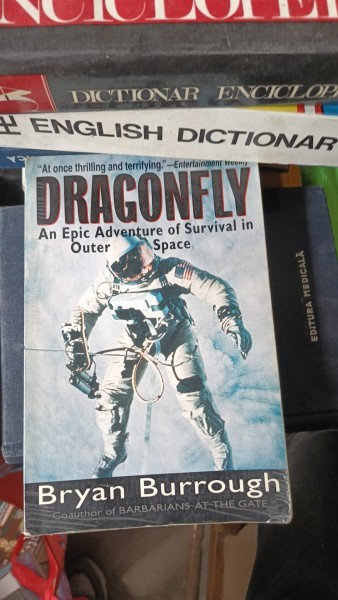 DICTIONAR ENCICLOP
ENGLISH DICTIONAR
"At once thrilling and terrifying."—Entertainment Weekly
DRAGONFLY
An Epic Adventure of Survival in
Outer Space
EDITURA MEDICALĂ
Bryan Burrough
Coauthor of BARBARIANS AT THE GATE